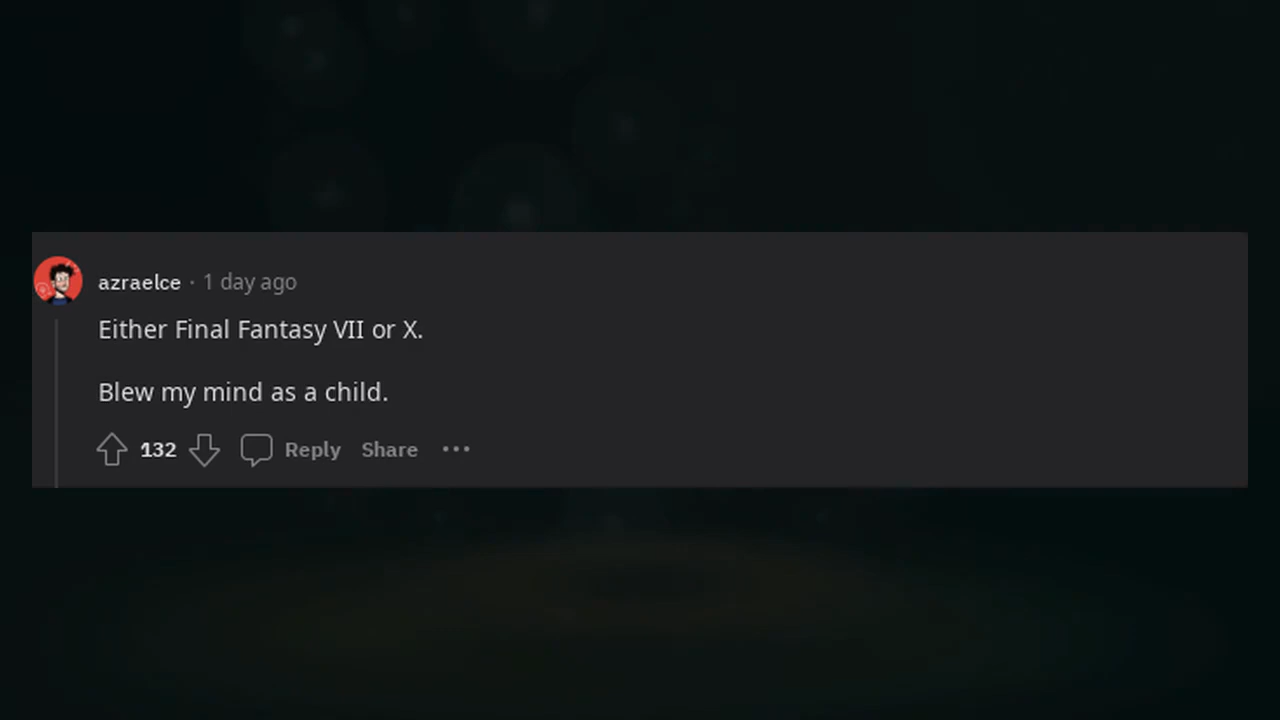 azraelce · 1 day ago
Either Final Fantasy VII or X.
Blew my mind as a child.
132 Reply Share •••